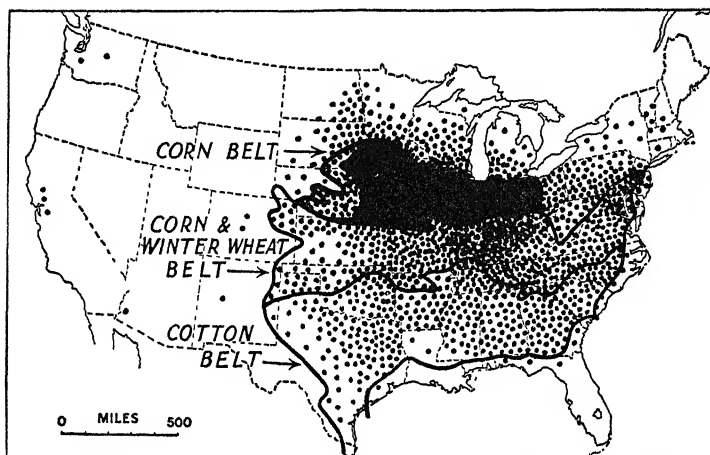 CORN BELT
CORN &
WINTER WHEAT
BELT
COTTON
BELT
0 MILES 500